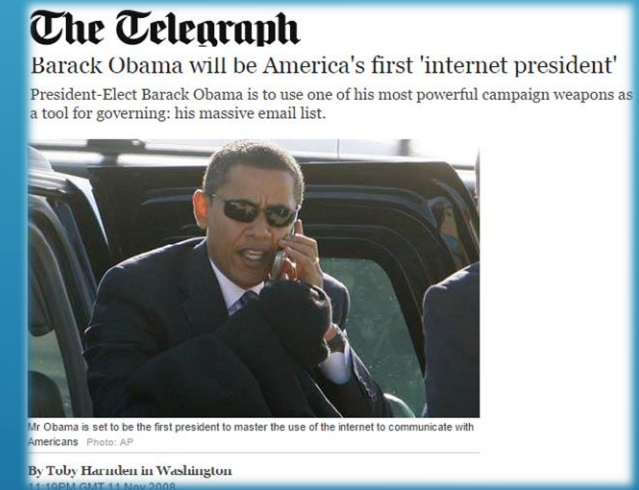 The Telegraph
Barack Obama will be America's first 'internet president'
President-Elect Barack Obama is to use one of his most powerful campaign weapons as
a tool for governing: his massive email list.
Mr Obama is set to be the first president to master the use of the internet to communicate with
Americans Photo: AP
By Toby Harnden in Washington
11:19PM GMT 11 Nov 2008